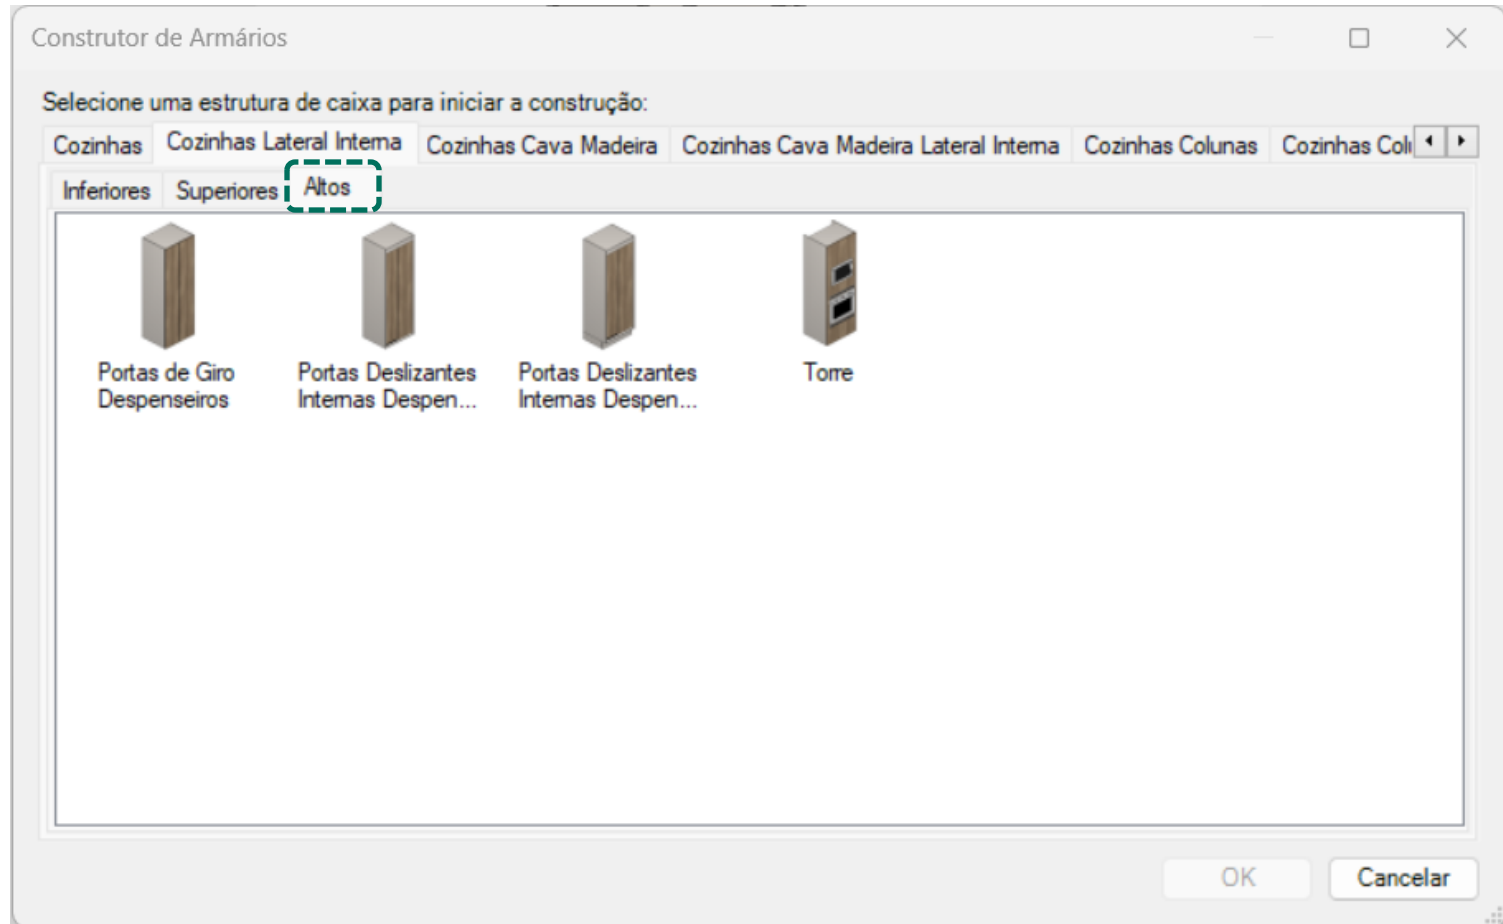 Construtor de Armários
Selecione uma estrutura de caixa para iniciar a construção:
Cozinhas Cozinhas Lateral Interna Cozinhas Cava Madeira Cozinhas Cava Madeira Lateral Interna Cozinhas Colunas Cozinhas Colu
Inferiores Superiores Altos
Portas de Giro
Despenseiros
Portas Deslizantes
Internas Despen...
Portas Deslizantes
Internas Despen...
Torre
OK Cancelar